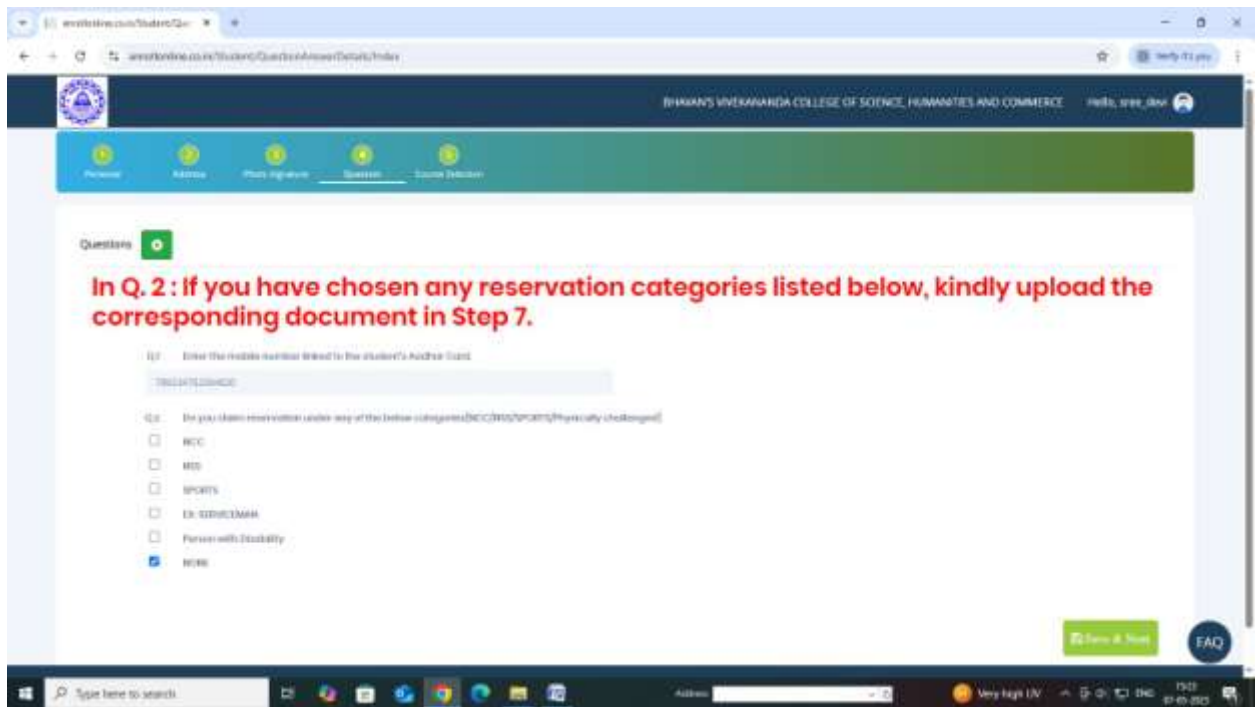 BHAVAN'S VIVEKANANDA COLLEGE OF SCIENCE, HUMANITIES AND COMMERCE
Hello, sree_devi
Personal
Address
Photo Signature
Question
Course Selection
Questions
In Q. 2 : If you have chosen any reservation categories listed below, kindly upload the
corresponding document in Step 7.
Enter the mobile number linked to the student's Aadhar Card
Do you claim reservation under any of the below categories(NCC/NSS/SPORTS/Physically challenged)
NCC
NSS
SPORTS
EX-SERVICEMAN
Person with Disability
NONE
Save & Next
FAQ
Type here to search
Address
Very high UV
ENG